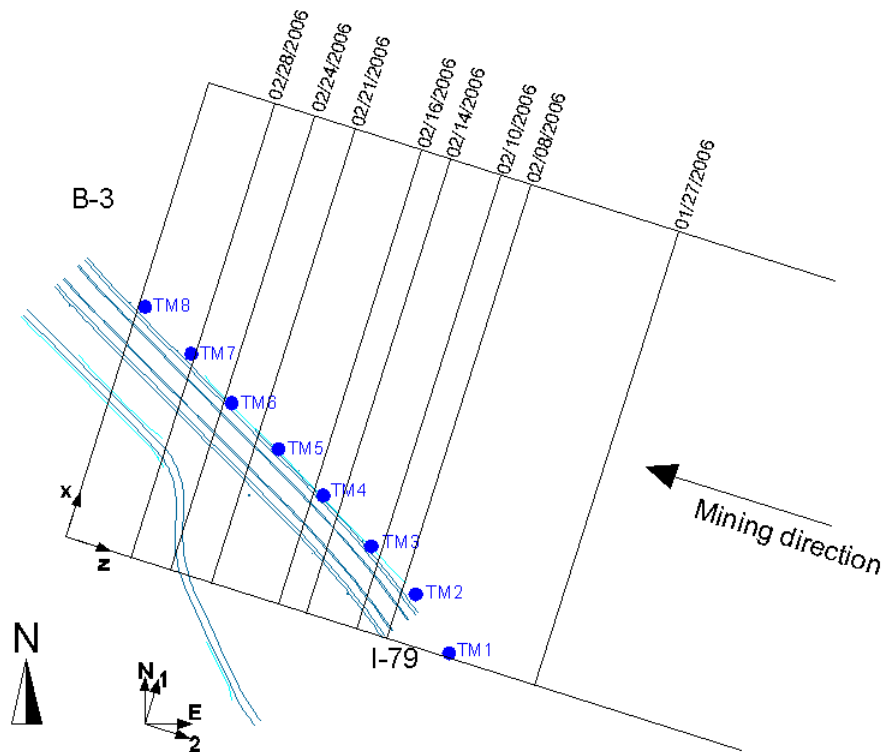 02/28/2006
02/24/2006
02/21/2006
02/16/2006
02/14/2006
02/10/2006
02/08/2006
01/27/2006
B-3
TM8
TM7
TM6
TM5
TM4
TM3
TM2
TM1
x
z
Mining direction
I-79
N
N
1
E
2